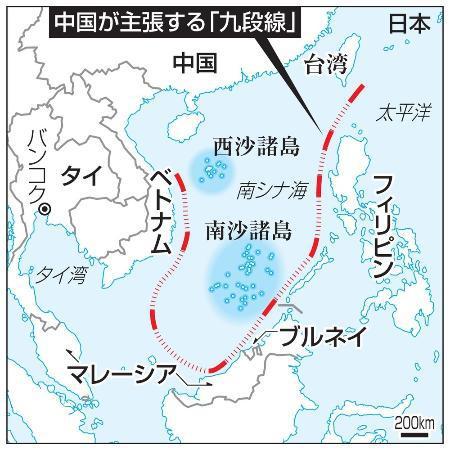 中国が主張する「九段線」
日本
中国
台湾
太平洋
西沙諸島
バンコク
タイ
ベトナム
南シナ海
フィリピン
南沙諸島
タイ湾
ブルネイ
マレーシア
200km